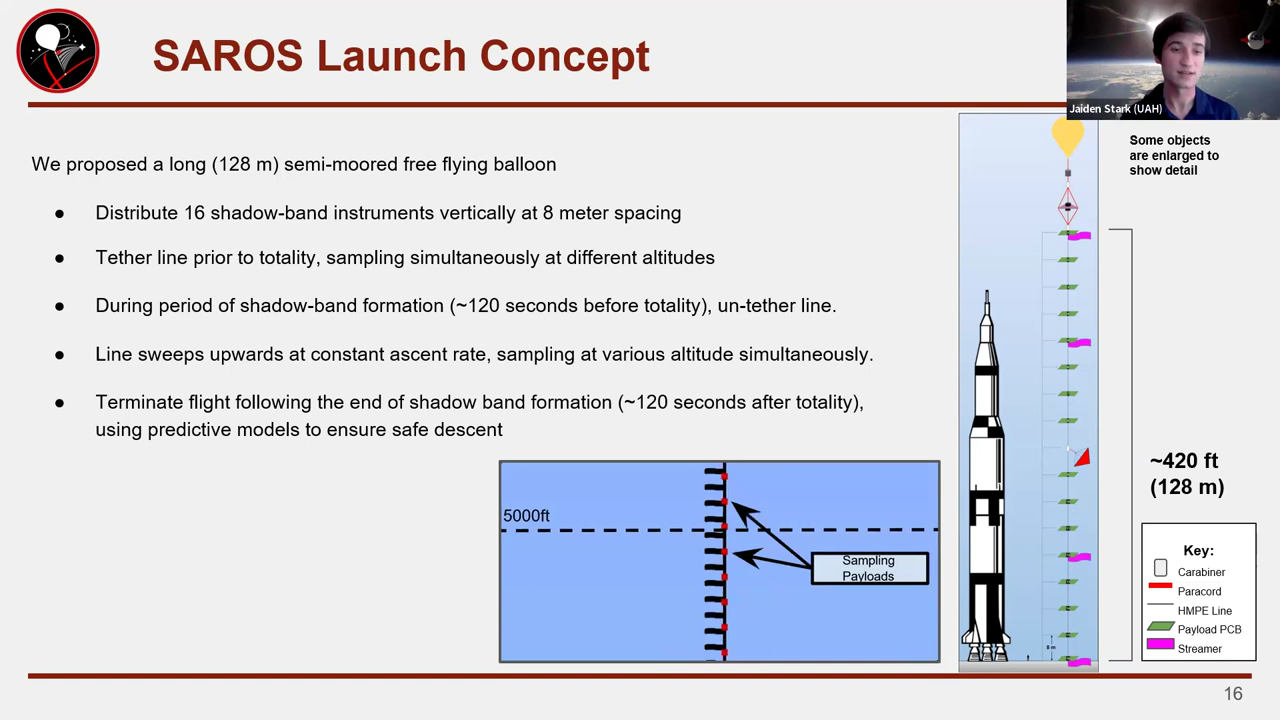 SAROS Launch Concept
Jaiden Stark (UAH)
We proposed a long (128 m) semi-moored free flying balloon
● Distribute 16 shadow-band instruments vertically at 8 meter spacing
● Tether line prior to totality, sampling simultaneously at different altitudes
● During period of shadow-band formation (~120 seconds before totality), un-tether line.
● Line sweeps upwards at constant ascent rate, sampling at various altitude simultaneously.
● Terminate flight following the end of shadow band formation (~120 seconds after totality),
using predictive models to ensure safe descent
5000ft
Sampling
Payloads
Some objects
are enlarged to
show detail
8 m
~420 ft
(128 m)
Key:
Carabiner
Paracord
HMPE Line
Payload PCB
Streamer
16